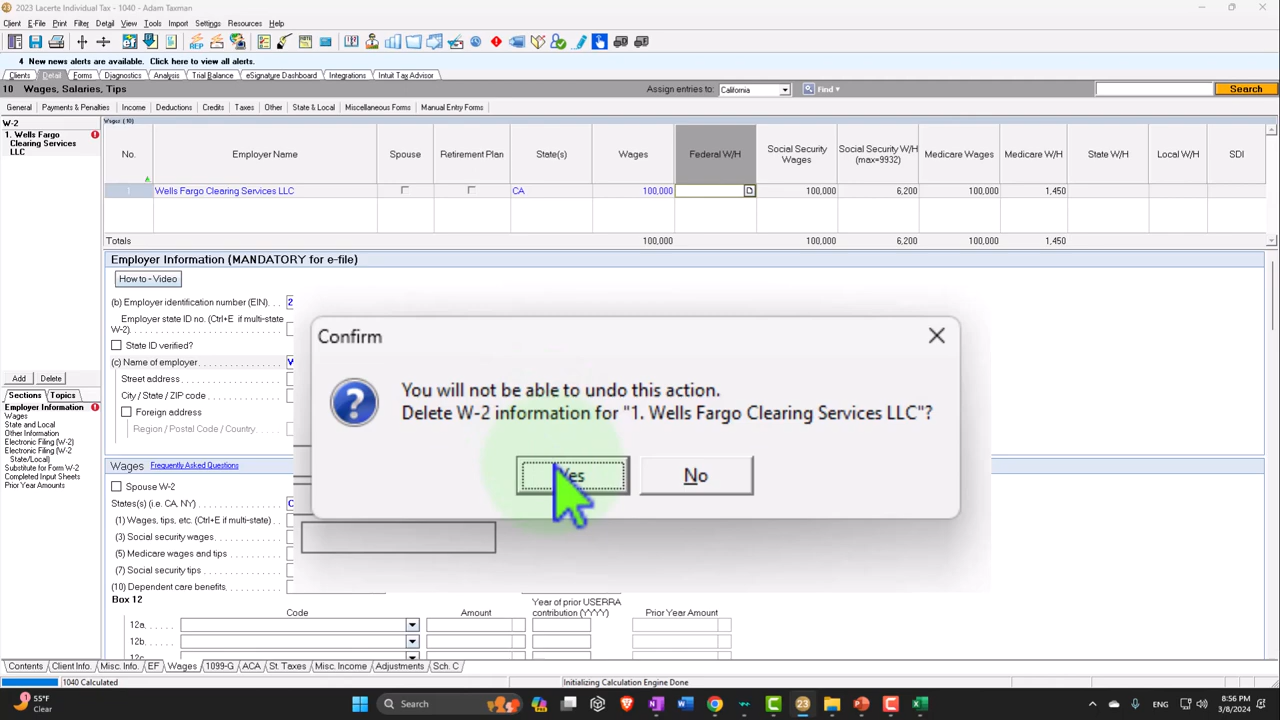 2023 Lacerte Individual Tax - 1040 - Adam Taxman
Client E-File Print Filter Detail View Tools Import Settings Resources Help
4 New news alerts are available. Click here to view all alerts.
Clients Detail Forms Diagnostics Analysis Trial Balance eSignature Dashboard Integrations Intuit Tax Advisor
10 Wages, Salaries, Tips Assign entries to: California Find Search
General Payments & Penalties Income Deductions Credits Taxes Other State & Local Miscellaneous Forms Manual Entry Forms
W-2
1. Wells Fargo
Clearing Services
LLC
Wages (10)
No. Employer Name Spouse Retirement Plan State(s) Wages Federal W/H Social Security Wages Social Security W/H (max=9932) Medicare Wages Medicare W/H State W/H Local W/H SDI
1 Wells Fargo Clearing Services LLC CA 100,000 100,000 6,200 100,000 1,450
Totals 100,000 100,000 6,200 100,000 1,450
Employer Information (MANDATORY for e-file)
How to - Video
(b) Employer identification number (EIN) 2
Employer state ID no. (Ctrl+E if multi-state
W-2)
State ID verified?
(c) Name of employer
Street address
City / State / ZIP code
Foreign address
Region / Postal Code / Country
Confirm
You will not be able to undo this action.
Delete W-2 information for "1. Wells Fargo Clearing Services LLC"?
Yes No
Add Delete
Sections Topics
Employer Information
Wages
State and Local
Other Information
Electronic Filing (W-2)
Electronic Filing (W-2
State/Local)
Substitute for Form W-2
Completed Input Sheets
Prior Year Amounts
Wages Frequently Asked Questions
Spouse W-2
States(s) (i.e. CA, NY) C
(1) Wages, tips, etc. (Ctrl+E if multi-state)
(3) Social security wages
(5) Medicare wages and tips
(7) Social security tips
(10) Dependent care benefits
Box 12
Code Amount Year of prior USERRA contribution (YYYY) Prior Year Amount
12a
12b
12c
Contents Client Info. Misc. Info. EF Wages 1099-G ACA St. Taxes Misc. Income Adjustments Sch. C
1040 Calculated Initializing Calculation Engine Done
55°F
Clear
Search
23
8:56 PM
3/8/2024